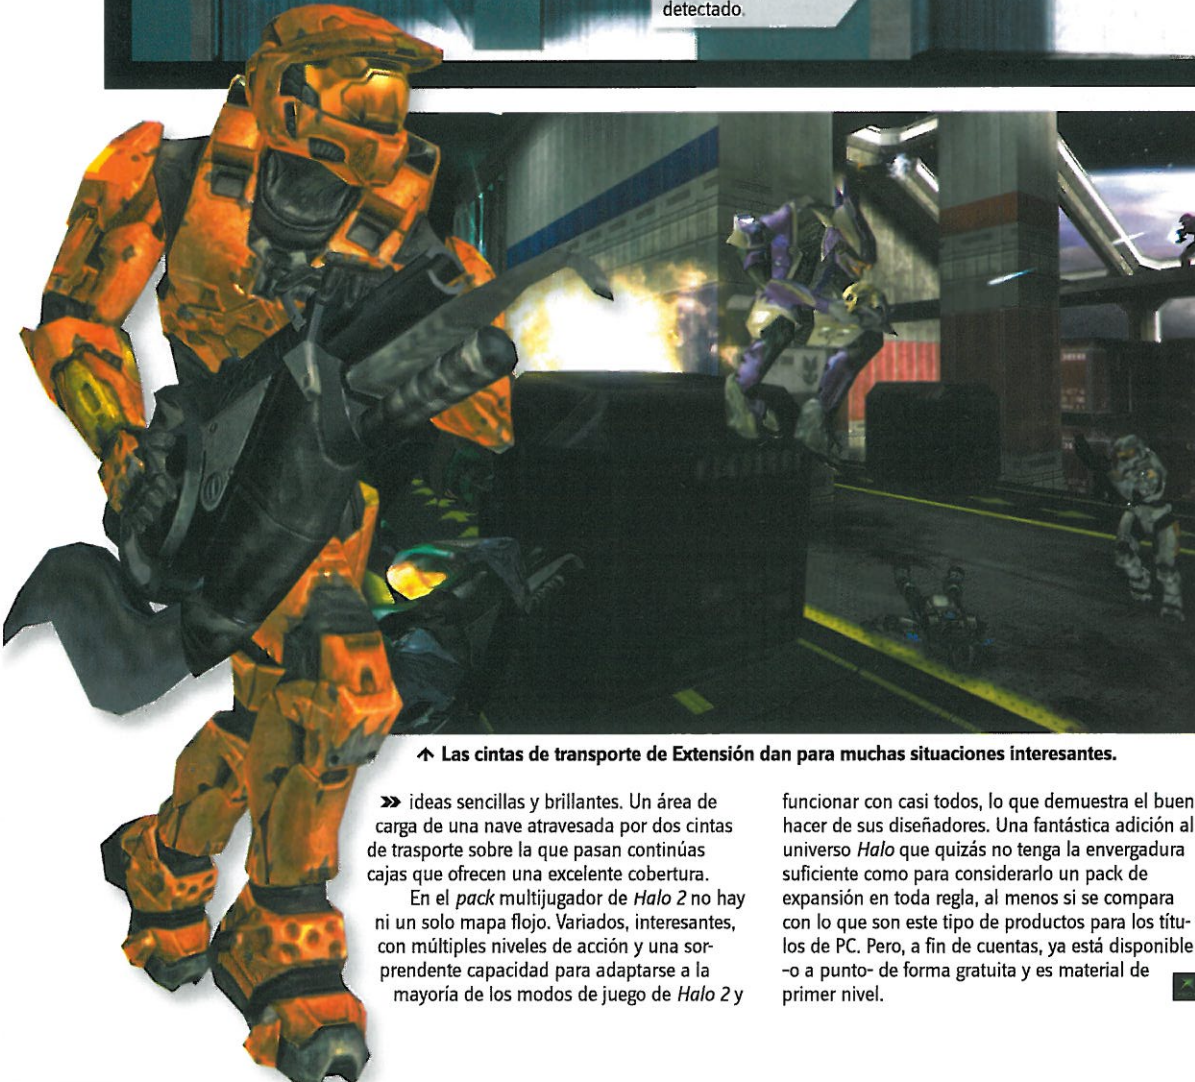 detectado.
↑ Las cintas de transporte de Extensión dan para muchas situaciones interesantes.
» ideas sencillas y brillantes. Un área de
carga de una nave atravesada por dos cintas
de trasporte sobre la que pasan continúas
cajas que ofrecen una excelente cobertura.
En el pack multijugador de Halo 2 no hay
ni un solo mapa flojo. Variados, interesantes,
con múltiples niveles de acción y una sor-
prendente capacidad para adaptarse a la
mayoría de los modos de juego de Halo 2 y
funcionar con casi todos, lo que demuestra el buen
hacer de sus diseñadores. Una fantástica adición al
universo Halo que quizás no tenga la envergadura
suficiente como para considerarlo un pack de
expansión en toda regla, al menos si se compara
con lo que son este tipo de productos para los títu-
los de PC. Pero, a fin de cuentas, ya está disponible
-o a punto- de forma gratuita y es material de
primer nivel.